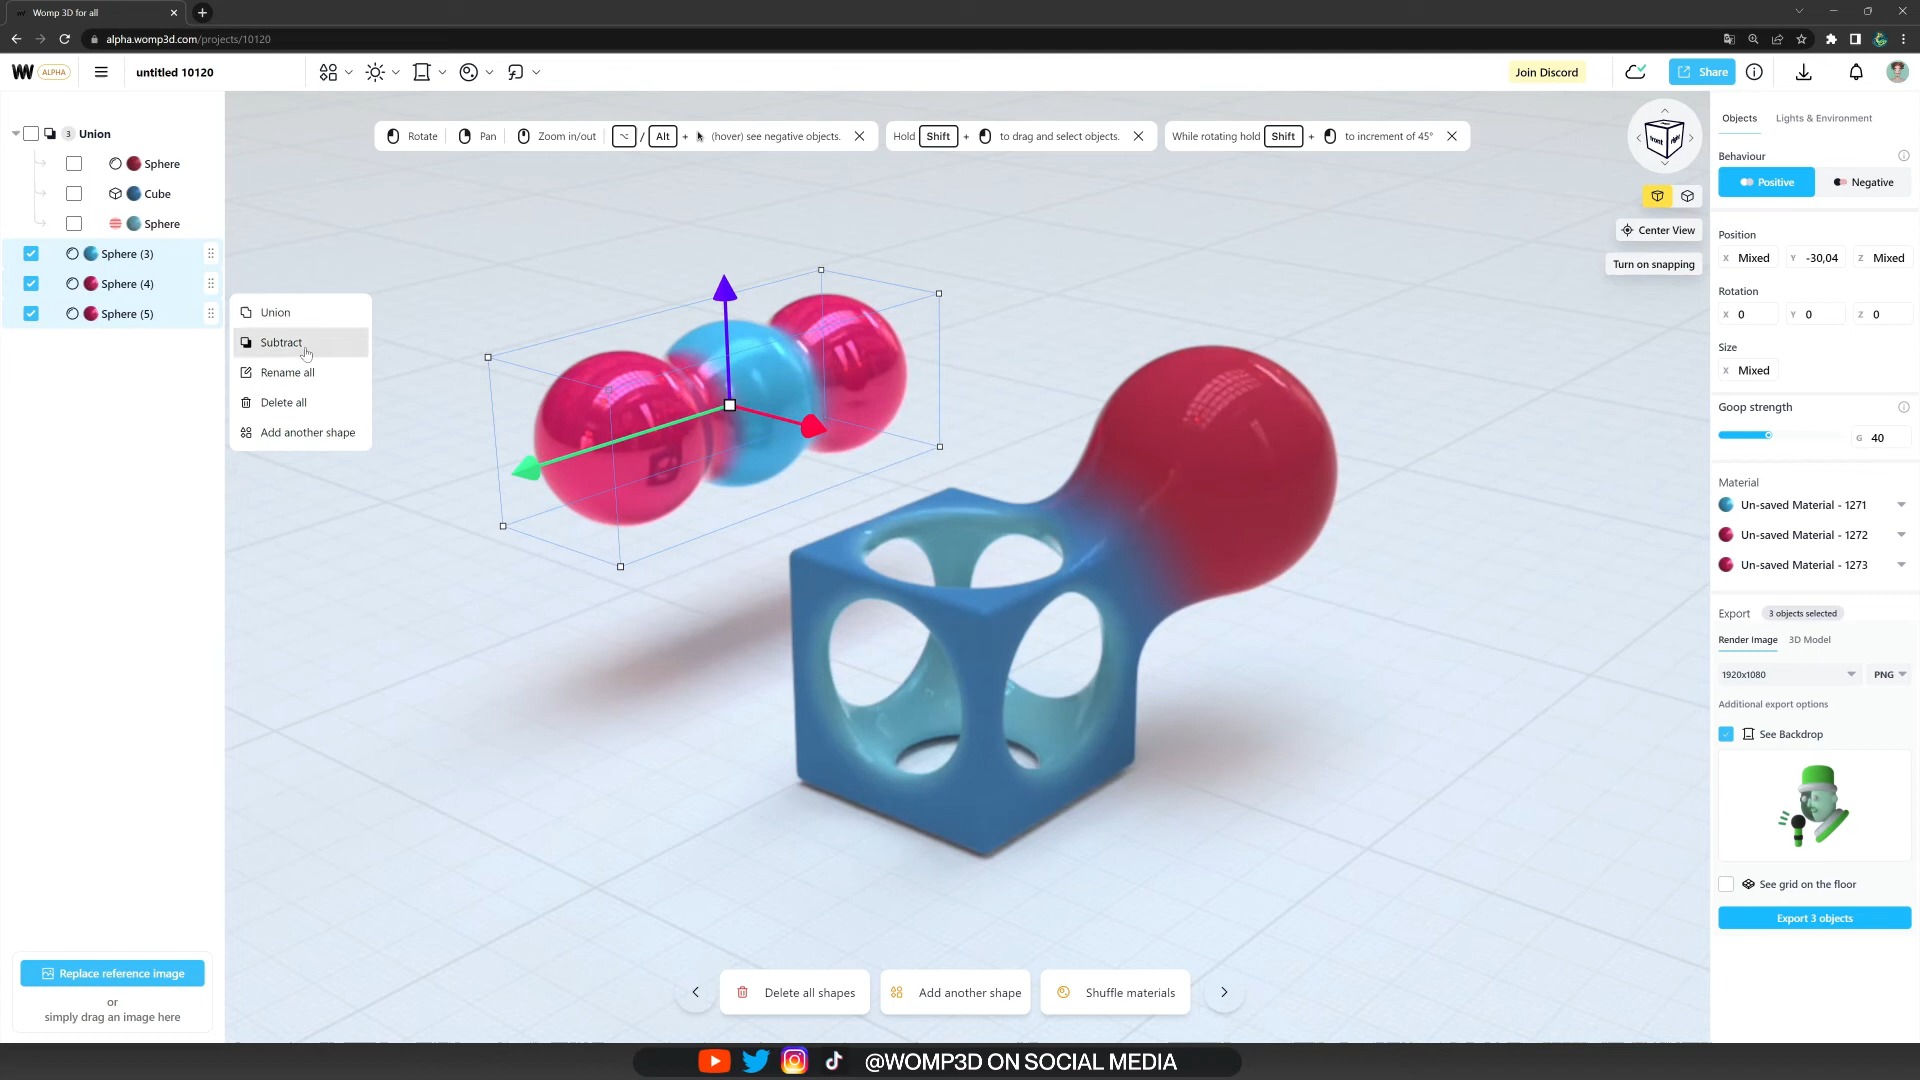 Womp 3D for all
alpha.womp3d.com/projects/10120
ALPHA
untitled 10120
Join Discord
Share
3 Union
Sphere
Cube
Sphere
Sphere (3)
Sphere (4)
Sphere (5)
Union
Subtract
Rename all
Delete all
Add another shape
Rotate
Pan
Zoom in/out
/ Alt + (hover) see negative objects.
Hold Shift + to drag and select objects.
While rotating hold Shift + to increment of 45°
front right
Center View
Turn on snapping
Objects
Lights & Environment
Behaviour
Positive
Negative
Position
X Mixed Y -30,04 Z Mixed
Rotation
X 0 Y 0 Z 0
Size
X Mixed
Goop strength
G 40
Material
Un-saved Material - 1271
Un-saved Material - 1272
Un-saved Material - 1273
Export 3 objects selected
Render Image
3D Model
1920x1080
PNG
Additional export options
See Backdrop
See grid on the floor
Export 3 objects
Replace reference image
or
simply drag an image here
Delete all shapes
Add another shape
Shuffle materials
@WOMP3D ON SOCIAL MEDIA